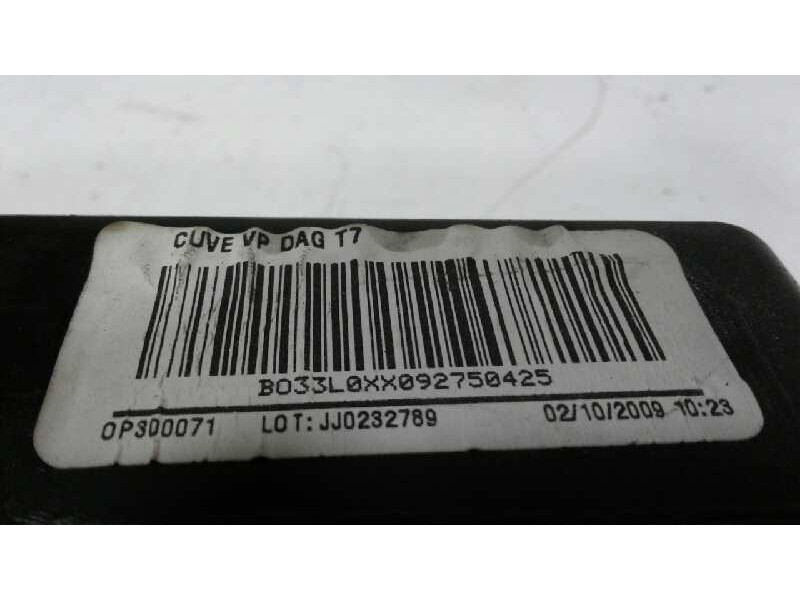 CUVE VP DAG T7
BO33L0XX092750425
OP300071 LOT: JJ0232789 02/10/2009 10:23